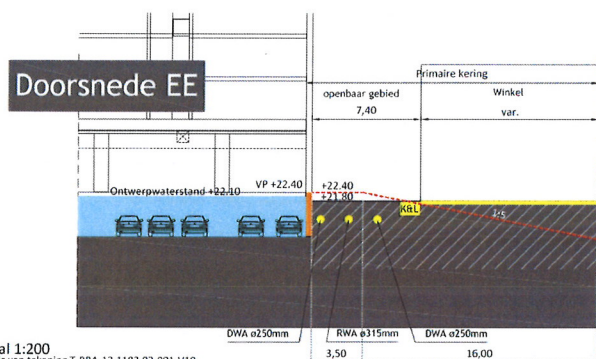 Doorsnede EE
Primaire kering
openbaar gebied
Winkel
7,40
var.
VP +22.40
+22.40
Ontwerpwaterstand +22.10
+21.80
K&L
1:5
DWA ø250mm
RWA ø315mm
DWA ø250mm
al 1:200
3,50
16,00